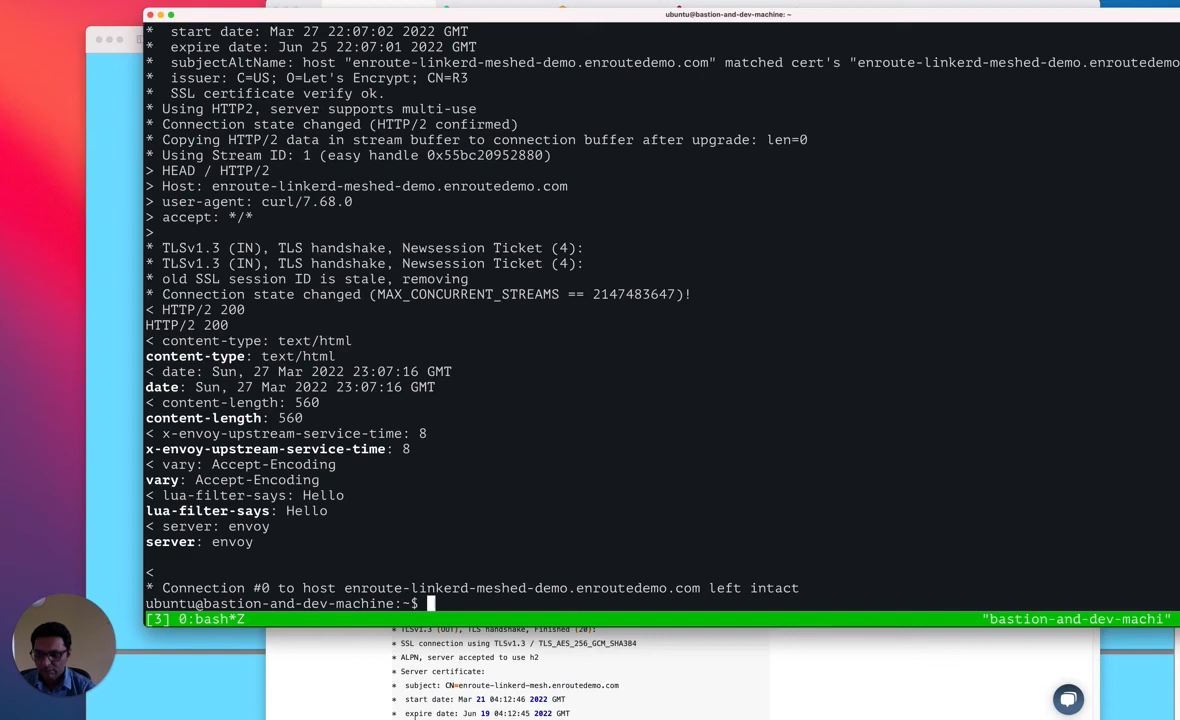 ubuntu@bastion-and-dev-machine: ~
*  start date: Mar 27 22:07:02 2022 GMT
*  expire date: Jun 25 22:07:01 2022 GMT
*  subjectAltName: host "enroute-linkerd-meshed-demo.enroutedemo.com" matched cert's "enroute-linkerd-meshed-demo.enroutedemo
*  issuer: C=US; O=Let's Encrypt; CN=R3
*  SSL certificate verify ok.
* Using HTTP2, server supports multi-use
* Connection state changed (HTTP/2 confirmed)
* Copying HTTP/2 data in stream buffer to connection buffer after upgrade: len=0
* Using Stream ID: 1 (easy handle 0x55bc20952880)
> HEAD / HTTP/2
> Host: enroute-linkerd-meshed-demo.enroutedemo.com
> user-agent: curl/7.68.0
> accept: */*
>
* TLSv1.3 (IN), TLS handshake, Newsession Ticket (4):
* TLSv1.3 (IN), TLS handshake, Newsession Ticket (4):
* old SSL session ID is stale, removing
* Connection state changed (MAX_CONCURRENT_STREAMS == 2147483647)!
< HTTP/2 200
HTTP/2 200
< content-type: text/html
content-type: text/html
< date: Sun, 27 Mar 2022 23:07:16 GMT
date: Sun, 27 Mar 2022 23:07:16 GMT
< content-length: 560
content-length: 560
< x-envoy-upstream-service-time: 8
x-envoy-upstream-service-time: 8
< vary: Accept-Encoding
vary: Accept-Encoding
< lua-filter-says: Hello
lua-filter-says: Hello
< server: envoy
server: envoy
<
* Connection #0 to host enroute-linkerd-meshed-demo.enroutedemo.com left intact
ubuntu@bastion-and-dev-machine:~$
[3] 0:bash*Z "bastion-and-dev-machi"
* TLSv1.3 (OUT), TLS handshake, Finished (20):
* SSL connection using TLSv1.3 / TLS_AES_256_GCM_SHA384
* ALPN, server accepted to use h2
* Server certificate:
*  subject: CN=enroute-linkerd-mesh.enroutedemo.com
*  start date: Mar 21 04:12:46 2022 GMT
*  expire date: Jun 19 04:12:45 2022 GMT